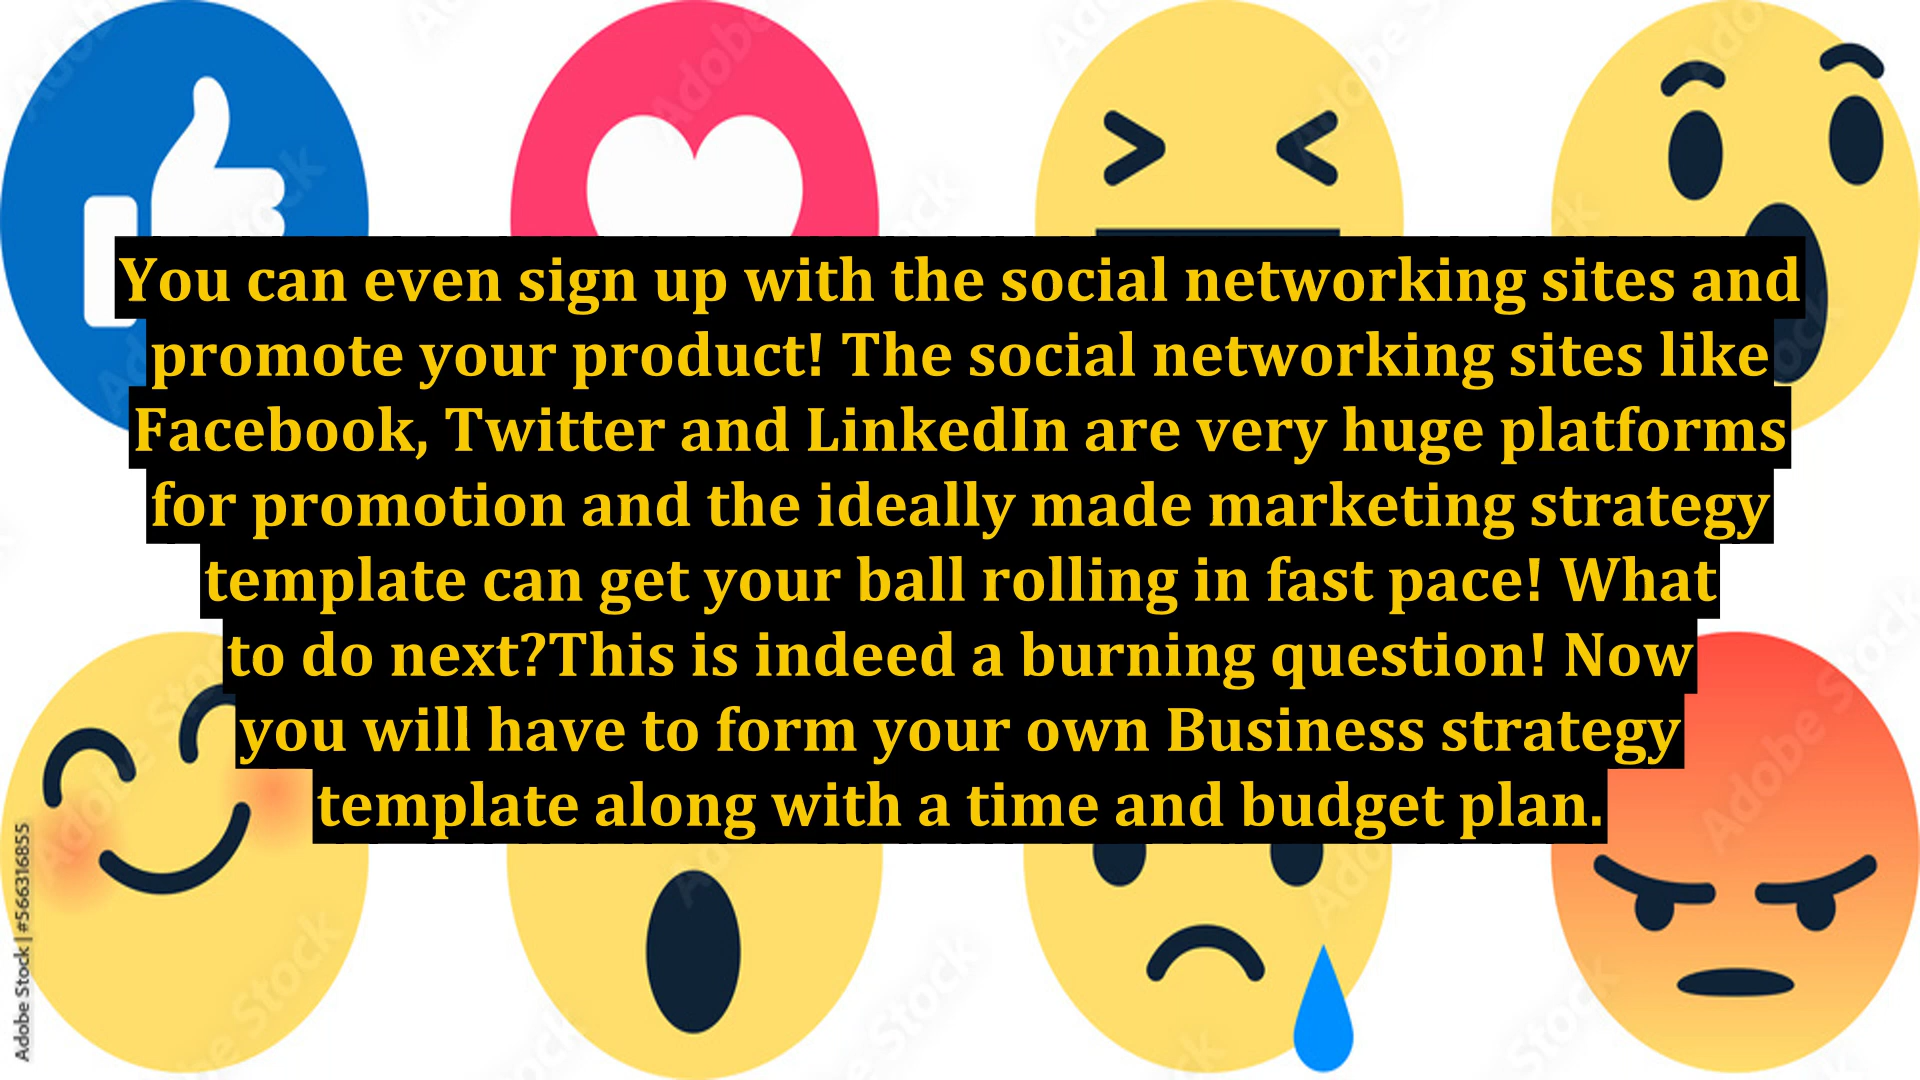 You can even sign up with the social networking sites and
promote your product! The social networking sites like
Facebook, Twitter and LinkedIn are very huge platforms
for promotion and the ideally made marketing strategy
template can get your ball rolling in fast pace! What
to do next?This is indeed a burning question! Now
you will have to form your own Business strategy
template along with a time and budget plan.
Adobe Stock | #566316855